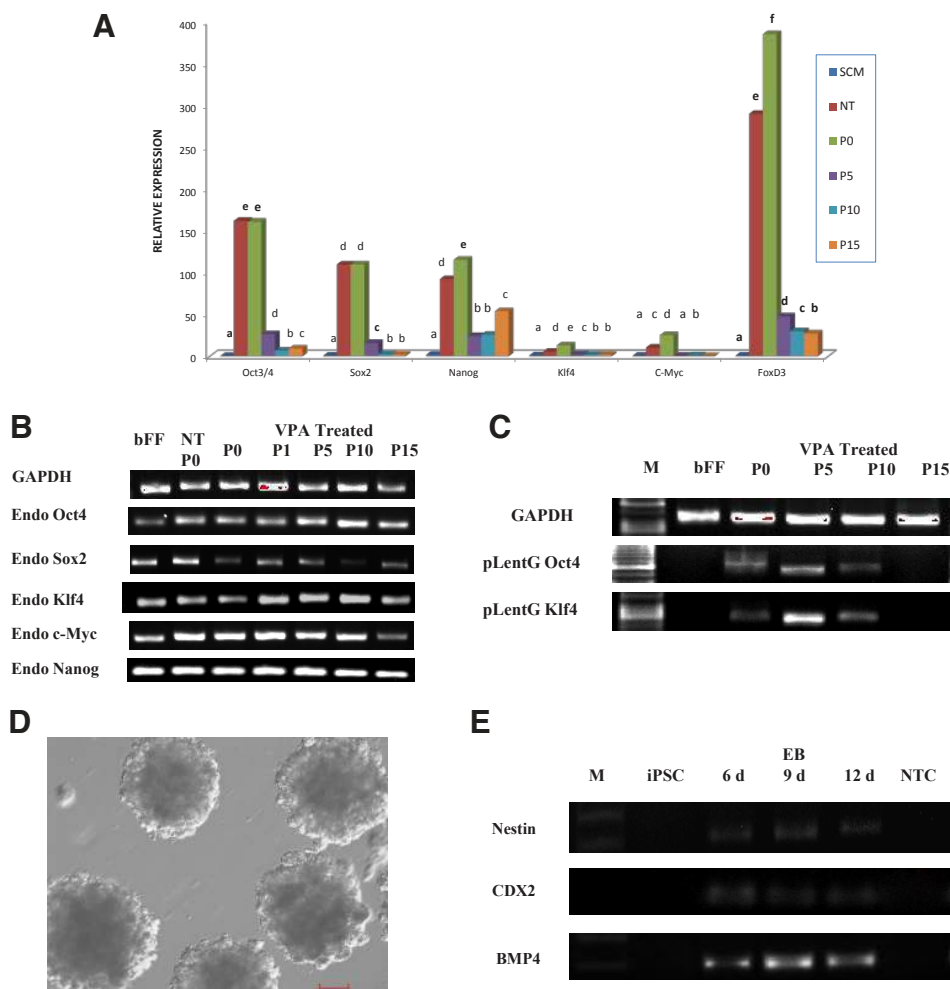 A
RELATIVE EXPRESSION
400
350
300
250
200
150
100
50
0
a e e d b c
a d d c b b
a d e b b c
a d e c b b
a c d a b
a e f d c b
Oct3/4 Sox2 Nanog Klf4 C-Myc FoxD3
SCM
NT
P0
P5
P10
P15
B
VPA Treated
bFF NT P0 P1 P5 P10 P15
P0
GAPDH
Endo Oct4
Endo Sox2
Endo Klf4
Endo c-Myc
Endo Nanog
C
VPA Treated
M bFF P0 P5 P10 P15
GAPDH
pLentG Oct4
pLentG Klf4
D
E
EB
M iPSC 6 d 9 d 12 d NTC
Nestin
CDX2
BMP4